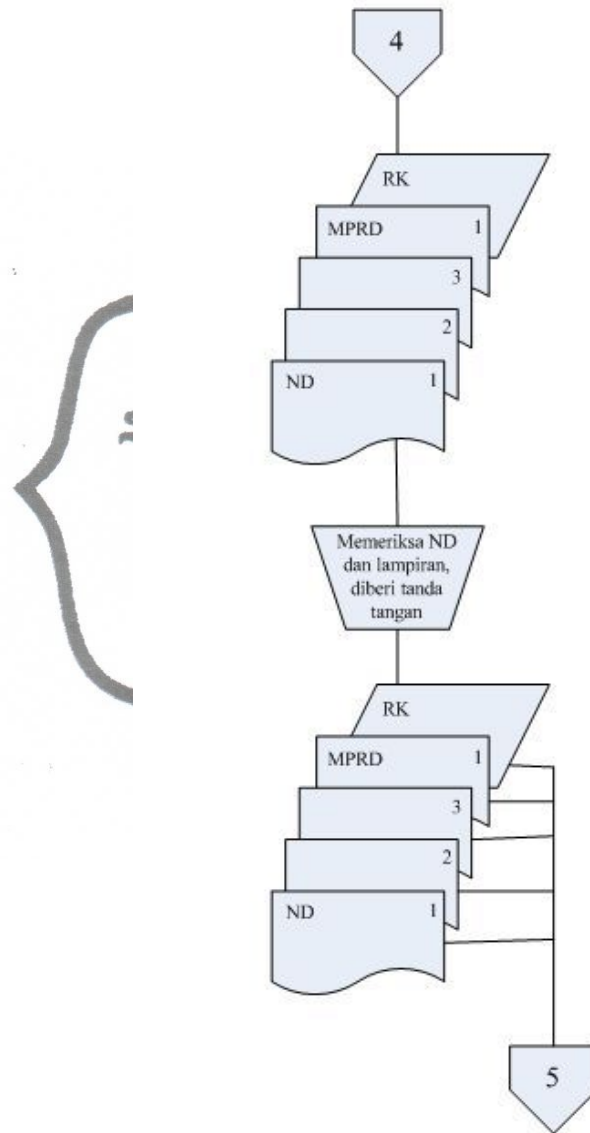 4
RK
MPRD 1
3
2
ND 1
Memeriksa ND
dan lampiran,
diberi tanda
tangan
RK
MPRD 1
3
2
ND 1
5